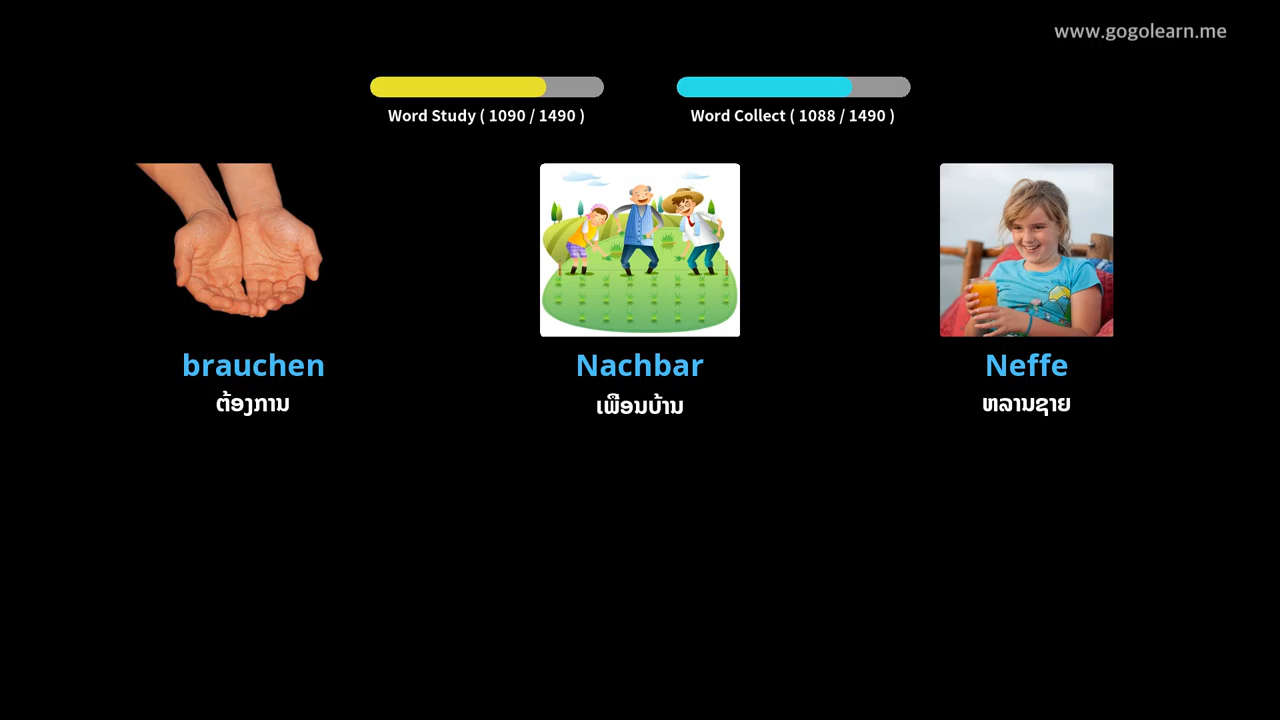 www.gogolearn.me
Word Study ( 1090 / 1490 )
Word Collect ( 1088 / 1490 )
brauchen
ຕ້ອງການ
Nachbar
ເພື່ອນບ້ານ
Neffe
ຫລານຊາຍ